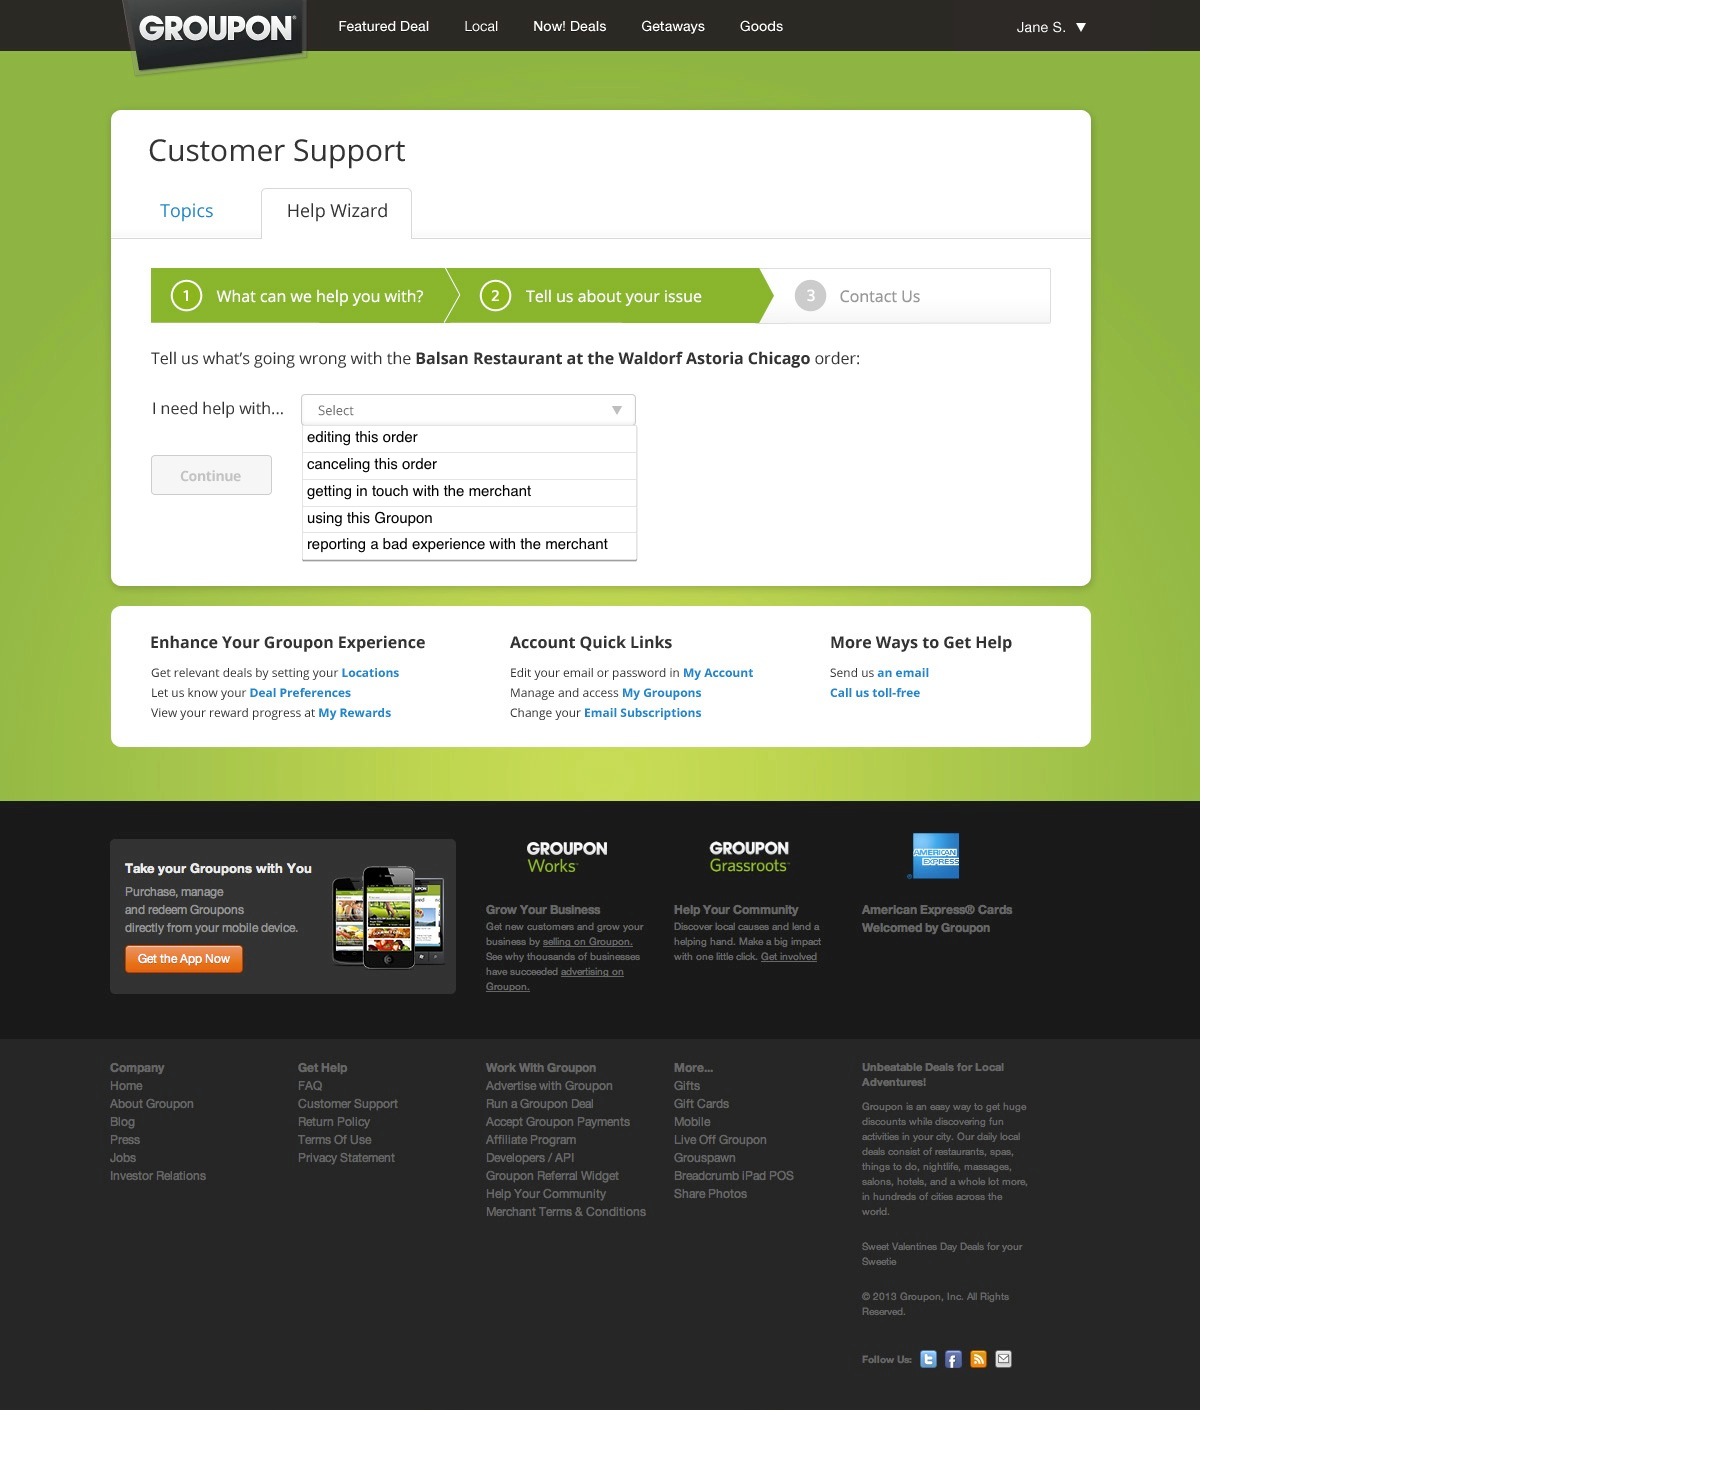 GROUPON
Featured Deal
Local
Now! Deals
Getaways
Goods
Jane S. ▼
Customer Support
Topics
Help Wizard
1 What can we help you with?
2 Tell us about your issue
3 Contact Us
Tell us what’s going wrong with the Balsan Restaurant at the Waldorf Astoria Chicago order:
I need help with...
Select
editing this order
canceling this order
getting in touch with the merchant
using this Groupon
reporting a bad experience with the merchant
Continue
Enhance Your Groupon Experience
Get relevant deals by setting your Locations
Let us know your Deal Preferences
View your reward progress at My Rewards
Account Quick Links
Edit your email or password in My Account
Manage and access My Groupons
Change your Email Subscriptions
More Ways to Get Help
Send us an email
Call us toll-free
Take your Groupons with You
Purchase, manage
and redeem Groupons
directly from your mobile device.
Get the App Now
GROUPON
Works™
Grow Your Business
Get new customers and grow your
business by selling on Groupon.
See why thousands of businesses
have succeeded advertising on
Groupon.
GROUPON
Grassroots™
Help Your Community
Discover local causes and lend a
helping hand. Make a big impact
with one little click. Get involved
AMERICAN
EXPRESS
American Express® Cards
Welcomed by Groupon
Company
Home
About Groupon
Blog
Press
Jobs
Investor Relations
Get Help
FAQ
Customer Support
Return Policy
Terms Of Use
Privacy Statement
Work With Groupon
Advertise with Groupon
Run a Groupon Deal
Accept Groupon Payments
Affiliate Program
Developers / API
Groupon Referral Widget
Help Your Community
Merchant Terms & Conditions
More...
Gifts
Gift Cards
Mobile
Live Off Groupon
Grouspawn
Breadcrumb iPad POS
Share Photos
Unbeatable Deals for Local
Adventures!
Groupon is an easy way to get huge
discounts while discovering fun
activities in your city. Our daily local
deals consist of restaurants, spas,
things to do, nightlife, massages,
salons, hotels, and a whole lot more,
in hundreds of cities across the
world.
Sweet Valentines Day Deals for your
Sweetie
© 2013 Groupon, Inc. All Rights
Reserved.
Follow Us: